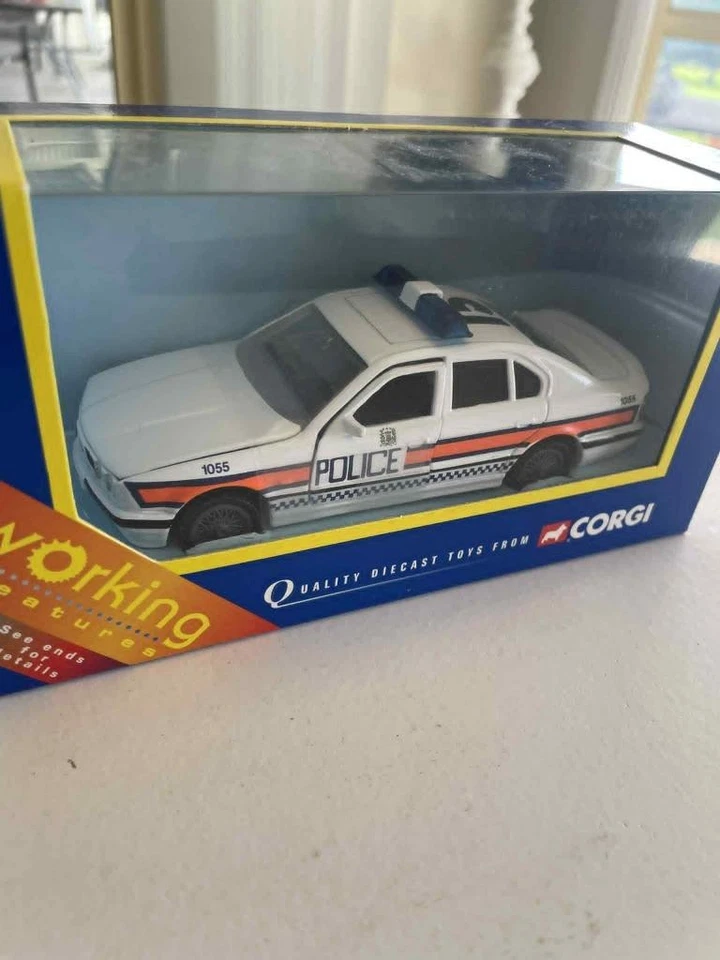 1055
POLICE
1055
working
features
See ends
for
details
QUALITY DIECAST TOYS FROM CORGI